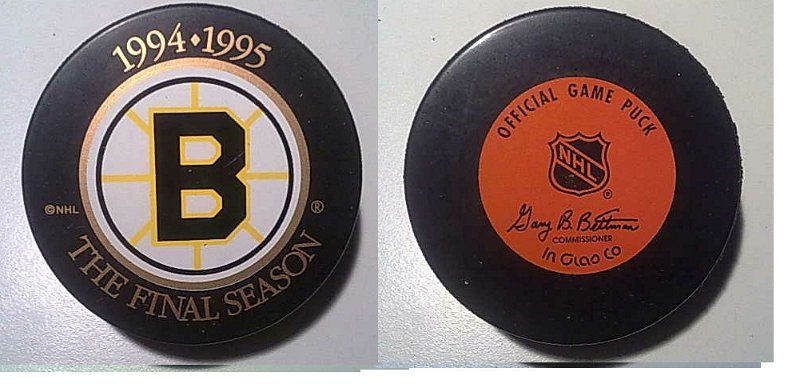 1994 • 1995
B
©NHL
®
THE FINAL SEASON
OFFICIAL GAME PUCK
NHL
®
Gary B. Bettman
COMMISSIONER
In Glas Co